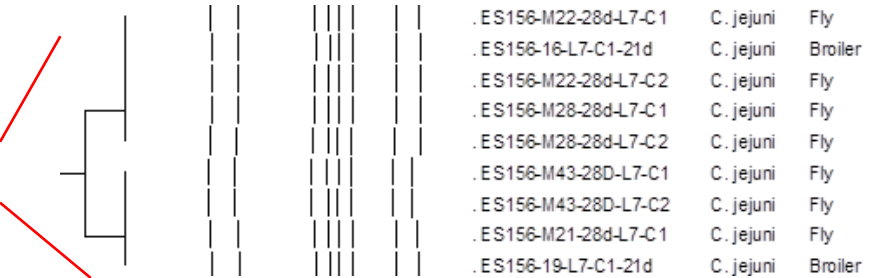 .ES156-M22-28d-L7-C1 C. jejuni Fly
.ES156-16-L7-C1-21d C. jejuni Broiler
.ES156-M22-28d-L7-C2 C. jejuni Fly
.ES156-M28-28d-L7-C1 C. jejuni Fly
.ES156-M28-28d-L7-C2 C. jejuni Fly
.ES156-M43-28D-L7-C1 C. jejuni Fly
.ES156-M43-28D-L7-C2 C. jejuni Fly
.ES156-M21-28d-L7-C1 C. jejuni Fly
.ES156-19-L7-C1-21d C. jejuni Broiler